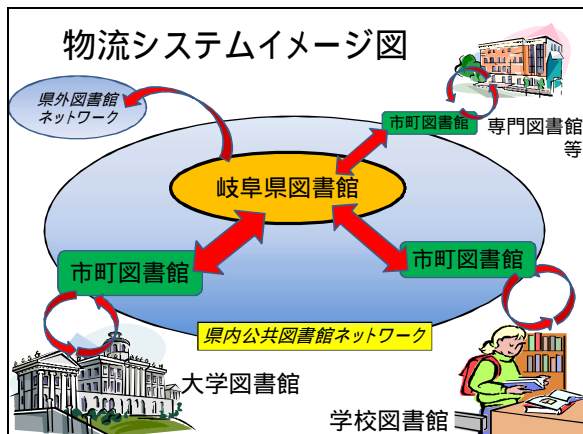 物流システムイメージ図
県外図書館
ネットワーク
市町図書館
専門図書館
等
岐阜県図書館
市町図書館
市町図書館
県内公共図書館ネットワーク
大学図書館
学校図書館